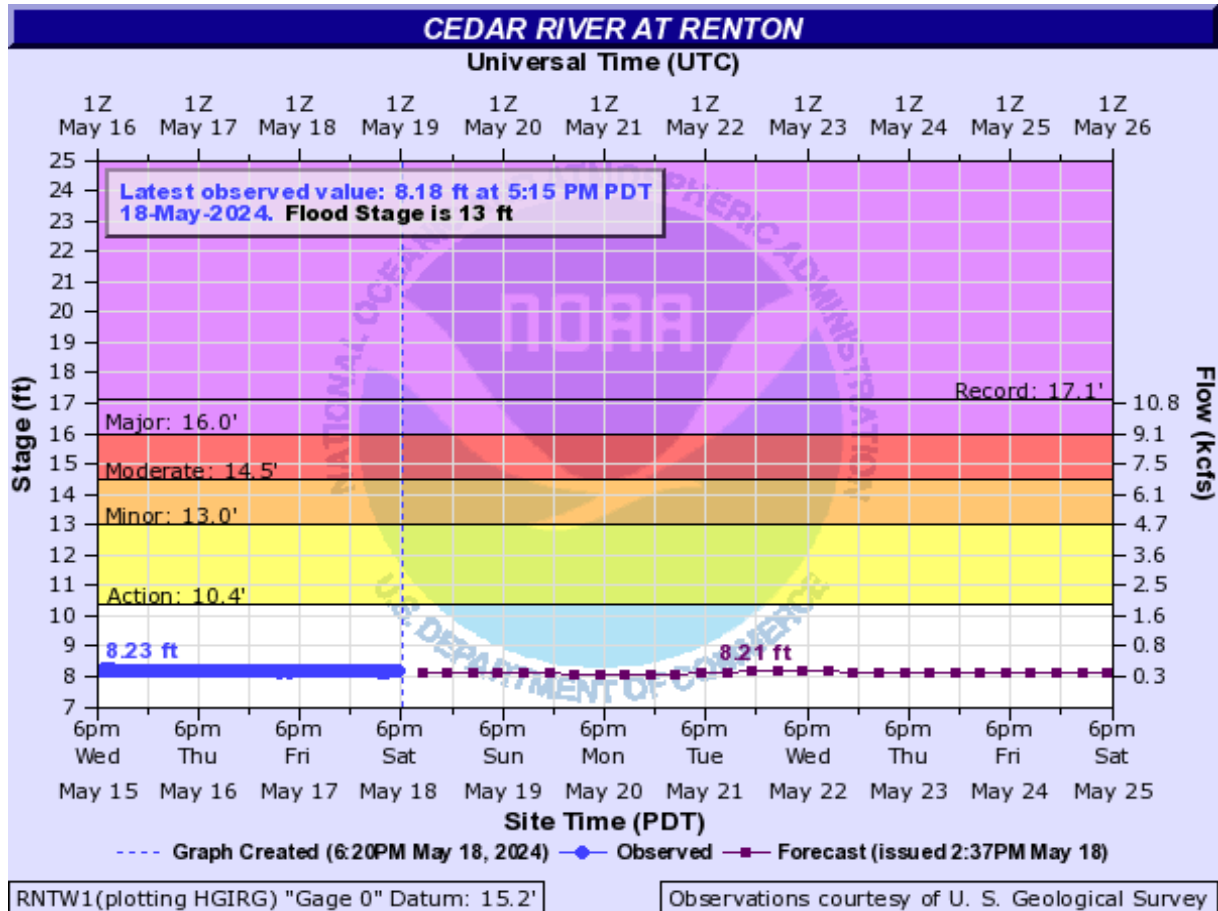 CEDAR RIVER AT RENTON
Universal Time (UTC)
1Z 1Z 1Z 1Z 1Z 1Z 1Z 1Z 1Z 1Z 1Z
May 16 May 17 May 18 May 19 May 20 May 21 May 22 May 23 May 24 May 25 May 26
Latest observed value: 8.18 ft at 5:15 PM PDT
18-May-2024. Flood Stage is 13 ft
Stage (ft)
25
24
23
22
21
20
19
18
17
16
15
14
13
12
11
10
9
8
7
Record: 17.1'
Major: 16.0'
Moderate: 14.5'
Minor: 13.0'
Action: 10.4'
8.23 ft
8.21 ft
NATIONAL OCEANIC AND ATMOSPHERIC ADMINISTRATION
NOAA
U.S. DEPARTMENT OF COMMERCE
Flow (kcfs)
10.8
9.1
7.5
6.1
4.7
3.6
2.5
1.6
0.8
0.3
6pm 6pm 6pm 6pm 6pm 6pm 6pm 6pm 6pm 6pm 6pm
Wed Thu Fri Sat Sun Mon Tue Wed Thu Fri Sat
May 15 May 16 May 17 May 18 May 19 May 20 May 21 May 22 May 23 May 24 May 25
Site Time (PDT)
Graph Created (6:20PM May 18, 2024) Observed Forecast (issued 2:37PM May 18)
RNTW1(plotting HGIRG) "Gage 0" Datum: 15.2'
Observations courtesy of U. S. Geological Survey